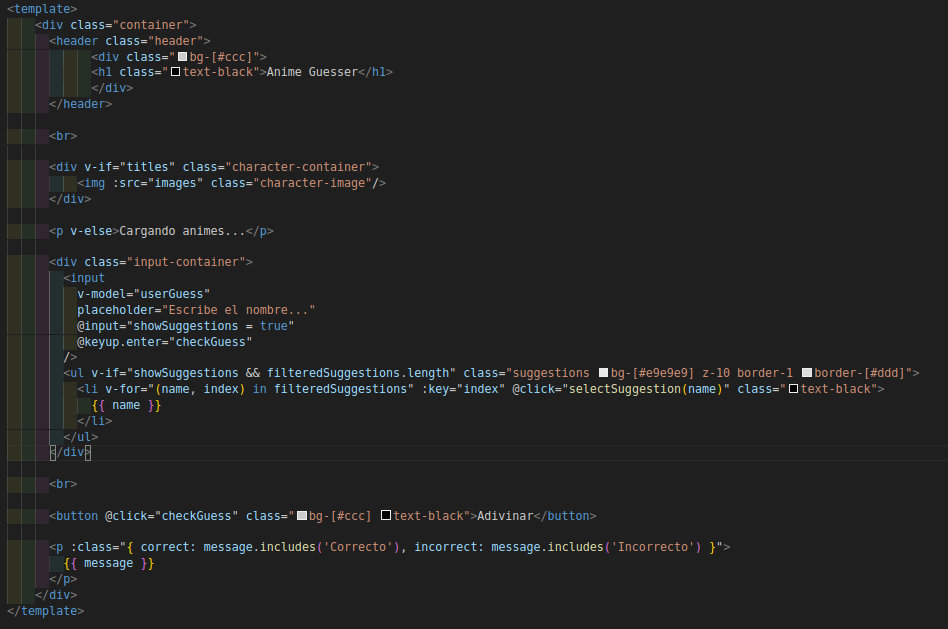 <template>
<div class="container">
<header class="header">
<div class="bg-[#ccc]">
<h1 class="text-black">Anime Guesser</h1>
</div>
</header>
<br>
<div v-if="titles" class="character-container">
<img :src="images" class="character-image"/>
</div>
<p v-else>Cargando animes...</p>
<div class="input-container">
<input
v-model="userGuess"
placeholder="Escribe el nombre..."
@input="showSuggestions = true"
@keyup.enter="checkGuess"
/>
<ul v-if="showSuggestions && filteredSuggestions.length" class="suggestions bg-[#e9e9e9] z-10 border-1 border-[#ddd]">
<li v-for="(name, index) in filteredSuggestions" :key="index" @click="selectSuggestion(name)" class="text-black">
{{ name }}
</li>
</ul>
</div>
<br>
<button @click="checkGuess" class="bg-[#ccc] text-black">Adivinar</button>
<p :class="{ correct: message.includes('Correcto'), incorrect: message.includes('Incorrecto') }">
{{ message }}
</p>
</div>
</template>